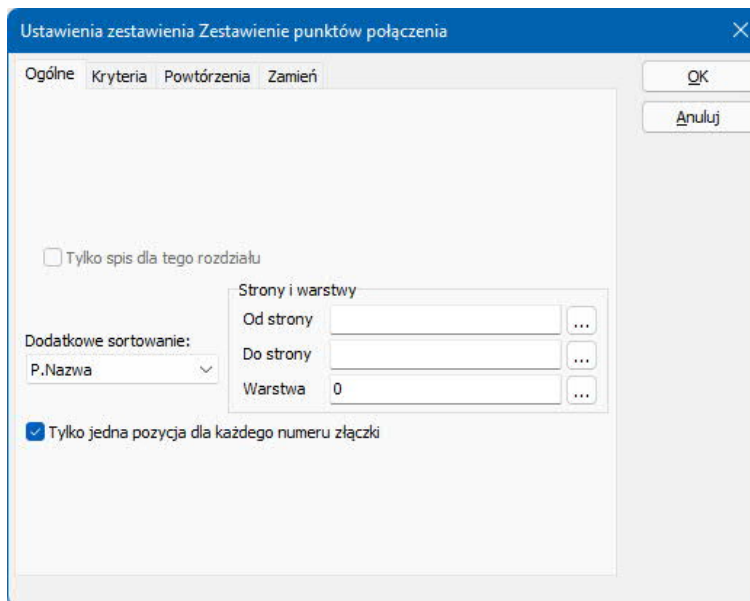 Ustawienia zestawienia Zestawienie punktów połączenia
Ogólne Kryteria Powtórzenia Zamień
OK
Anuluj
Tylko spis dla tego rozdziału
Strony i warstwy
Od strony ...
Dodatkowe sortowanie:
Do strony ...
P.Nazwa
Warstwa 0 ...
Tylko jedna pozycja dla każdego numeru złączki